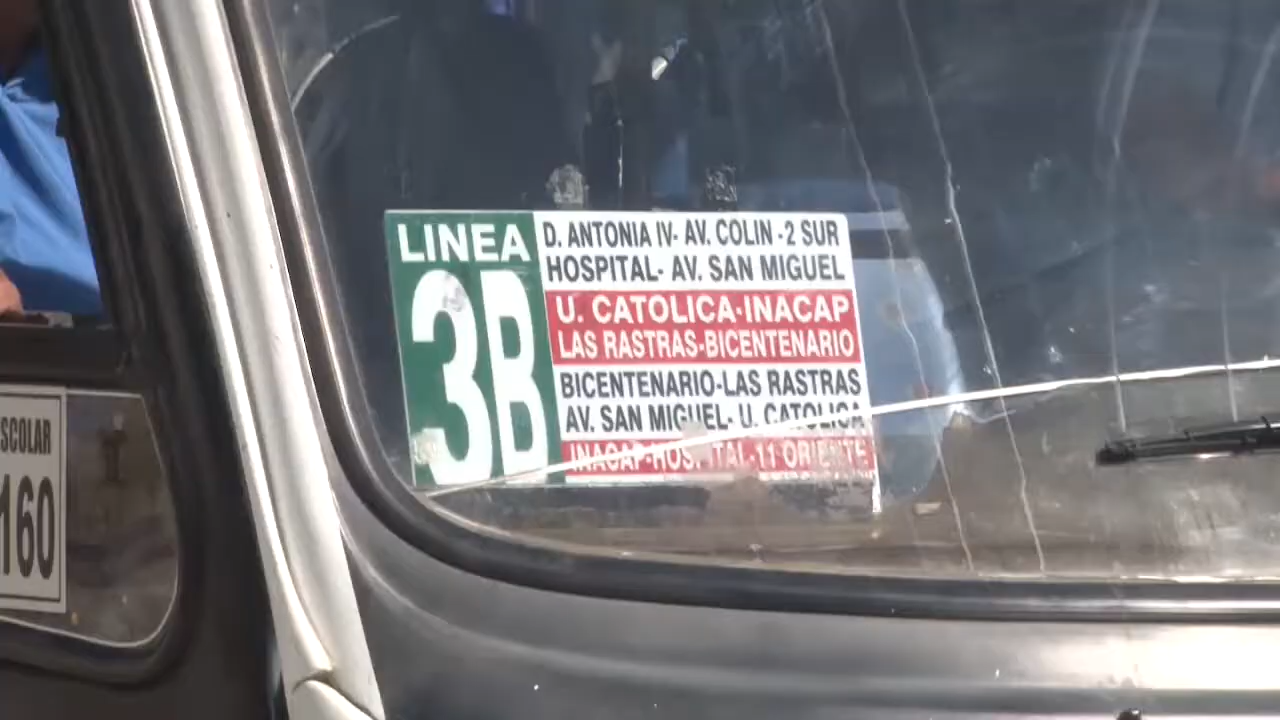 LINEA
3B
D. ANTONIA IV- AV. COLIN -2 SUR
HOSPITAL- AV. SAN MIGUEL
U. CATOLICA-INACAP
LAS RASTRAS-BICENTENARIO
BICENTENARIO-LAS RASTRAS
AV. SAN MIGUEL- U. CATOLICA
INACAP-HOSPITAL-11 ORIENTE
SCOLAR
160